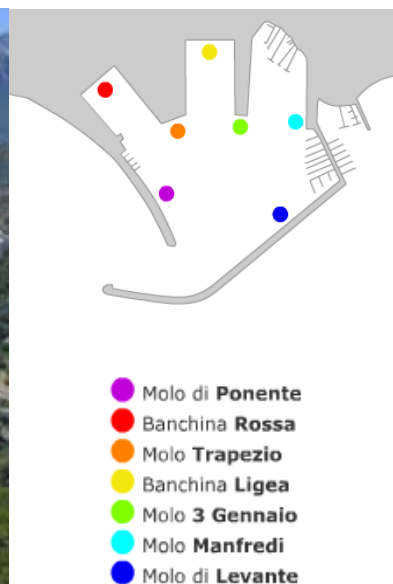 Molo di Ponente
Banchina Rossa
Molo Trapezio
Banchina Ligea
Molo 3 Gennaio
Molo Manfredi
Molo di Levante